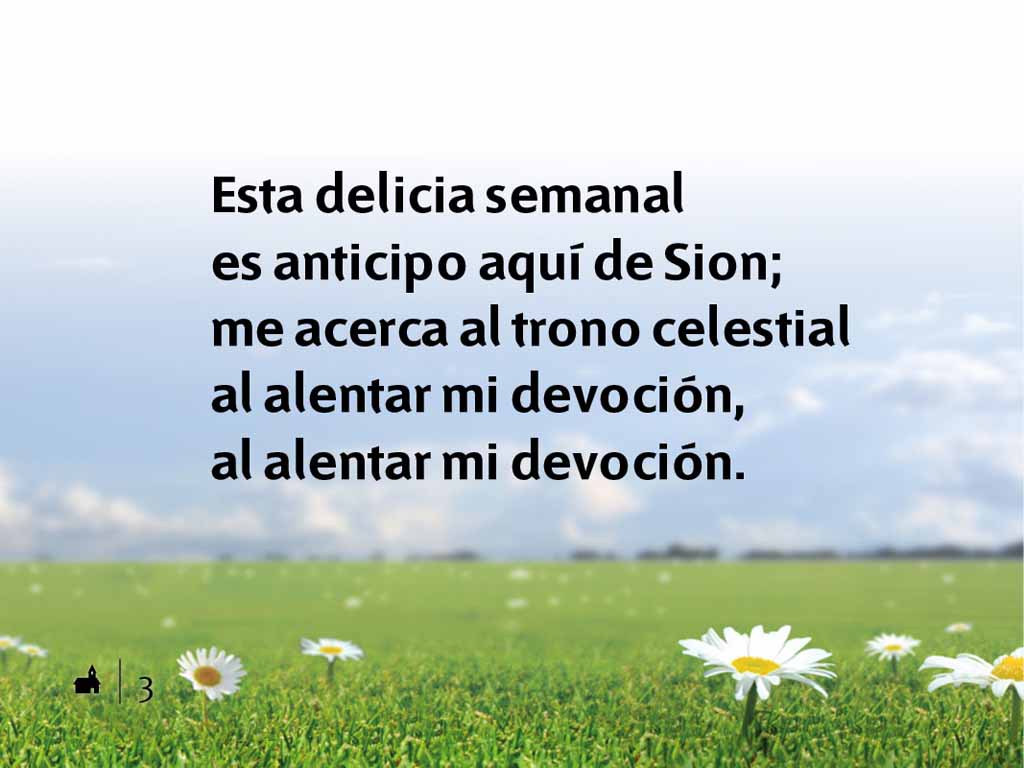 Esta delicia semanal
es anticipo aquí de Sion;
me acerca al trono celestial
al alentar mi devoción,
al alentar mi devoción.
3